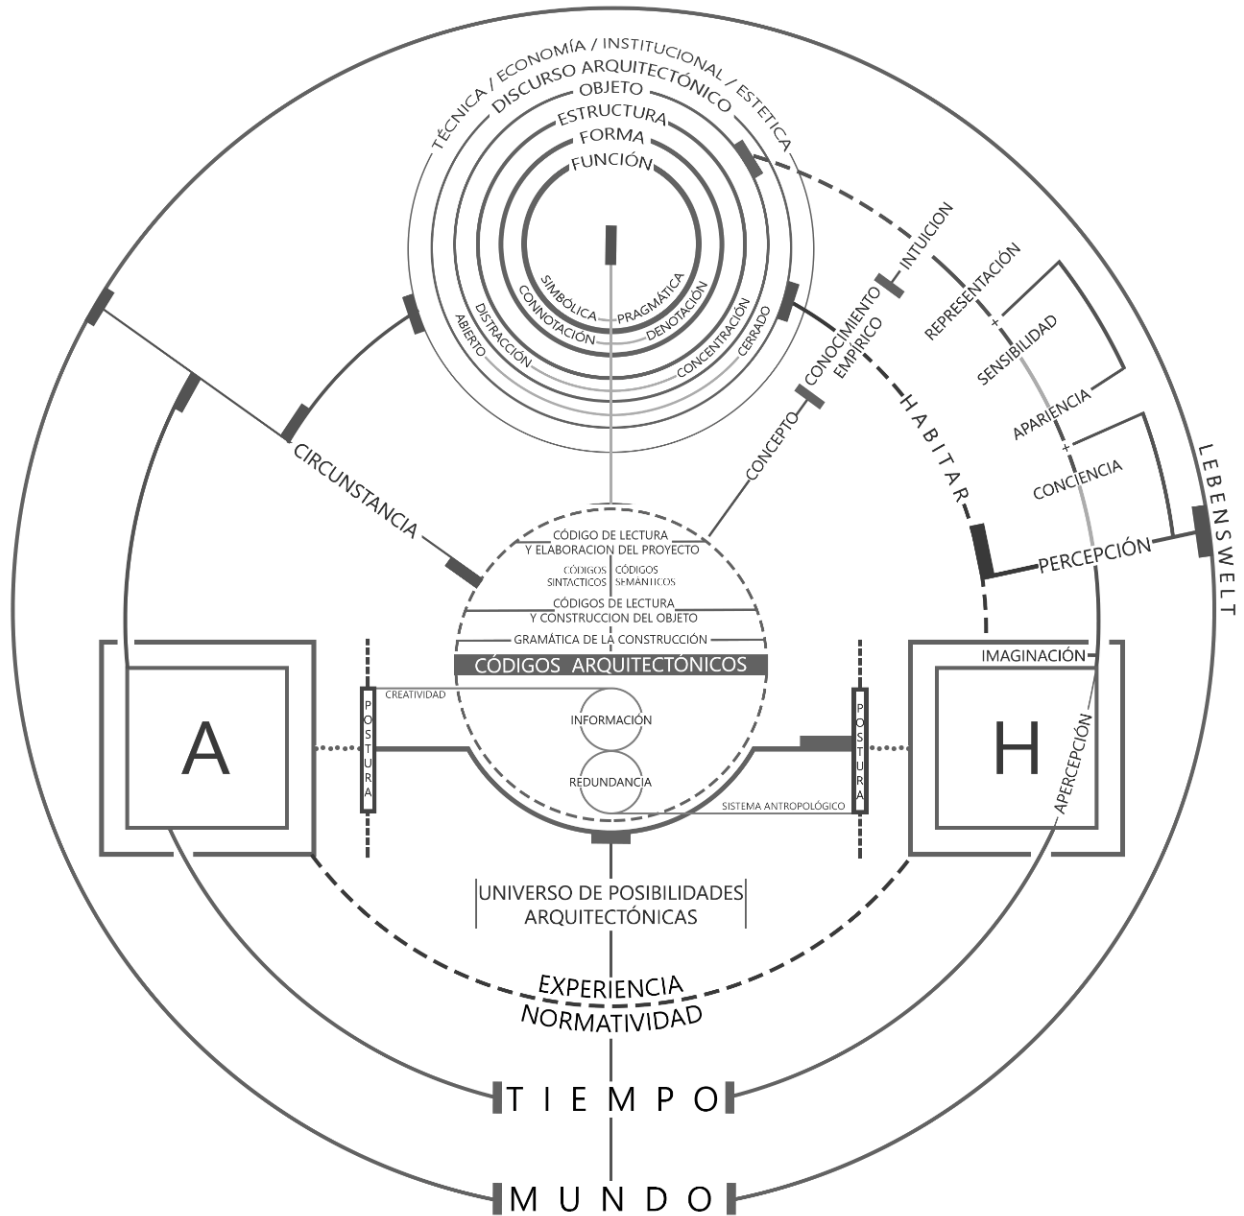 TÉCNICA / ECONOMÍA / INSTITUCIONAL / ESTETICA
DISCURSO ARQUITECTÓNICO
OBJETO
ESTRUCTURA
FORMA
FUNCIÓN
SIMBÓLICA
PRAGMÁTICA
CONNOTACIÓN
DENOTACIÓN
DISTRACCIÓN
CONCENTRACIÓN
ABIERTO
CERRADO
INTUICION
CONOCIMIENTO
EMPÍRICO
CONCEPTO
REPRESENTACIÓN
SENSIBILIDAD
APARIENCIA
CONCIENCIA
HABITAR
PERCEPCIÓN
LEBENSWELT
CIRCUNSTANCIA
CÓDIGO DE LECTURA
Y ELABORACION DEL PROYECTO
CÓDIGOS
SINTACTICOS
CÓDIGOS
SEMÁNTICOS
CÓDIGOS DE LECTURA
Y CONSTRUCCION DEL OBJETO
GRAMÁTICA DE LA CONSTRUCCIÓN
CÓDIGOS ARQUITECTÓNICOS
CREATIVIDAD
INFORMACIÓN
REDUNDANCIA
SISTEMA ANTROPOLÓGICO
POSTURA
POSTURA
A
H
IMAGINACIÓN
APERCEPCIÓN
UNIVERSO DE POSIBILIDADES
ARQUITECTÓNICAS
EXPERIENCIA
NORMATIVIDAD
TIEMPO
MUNDO